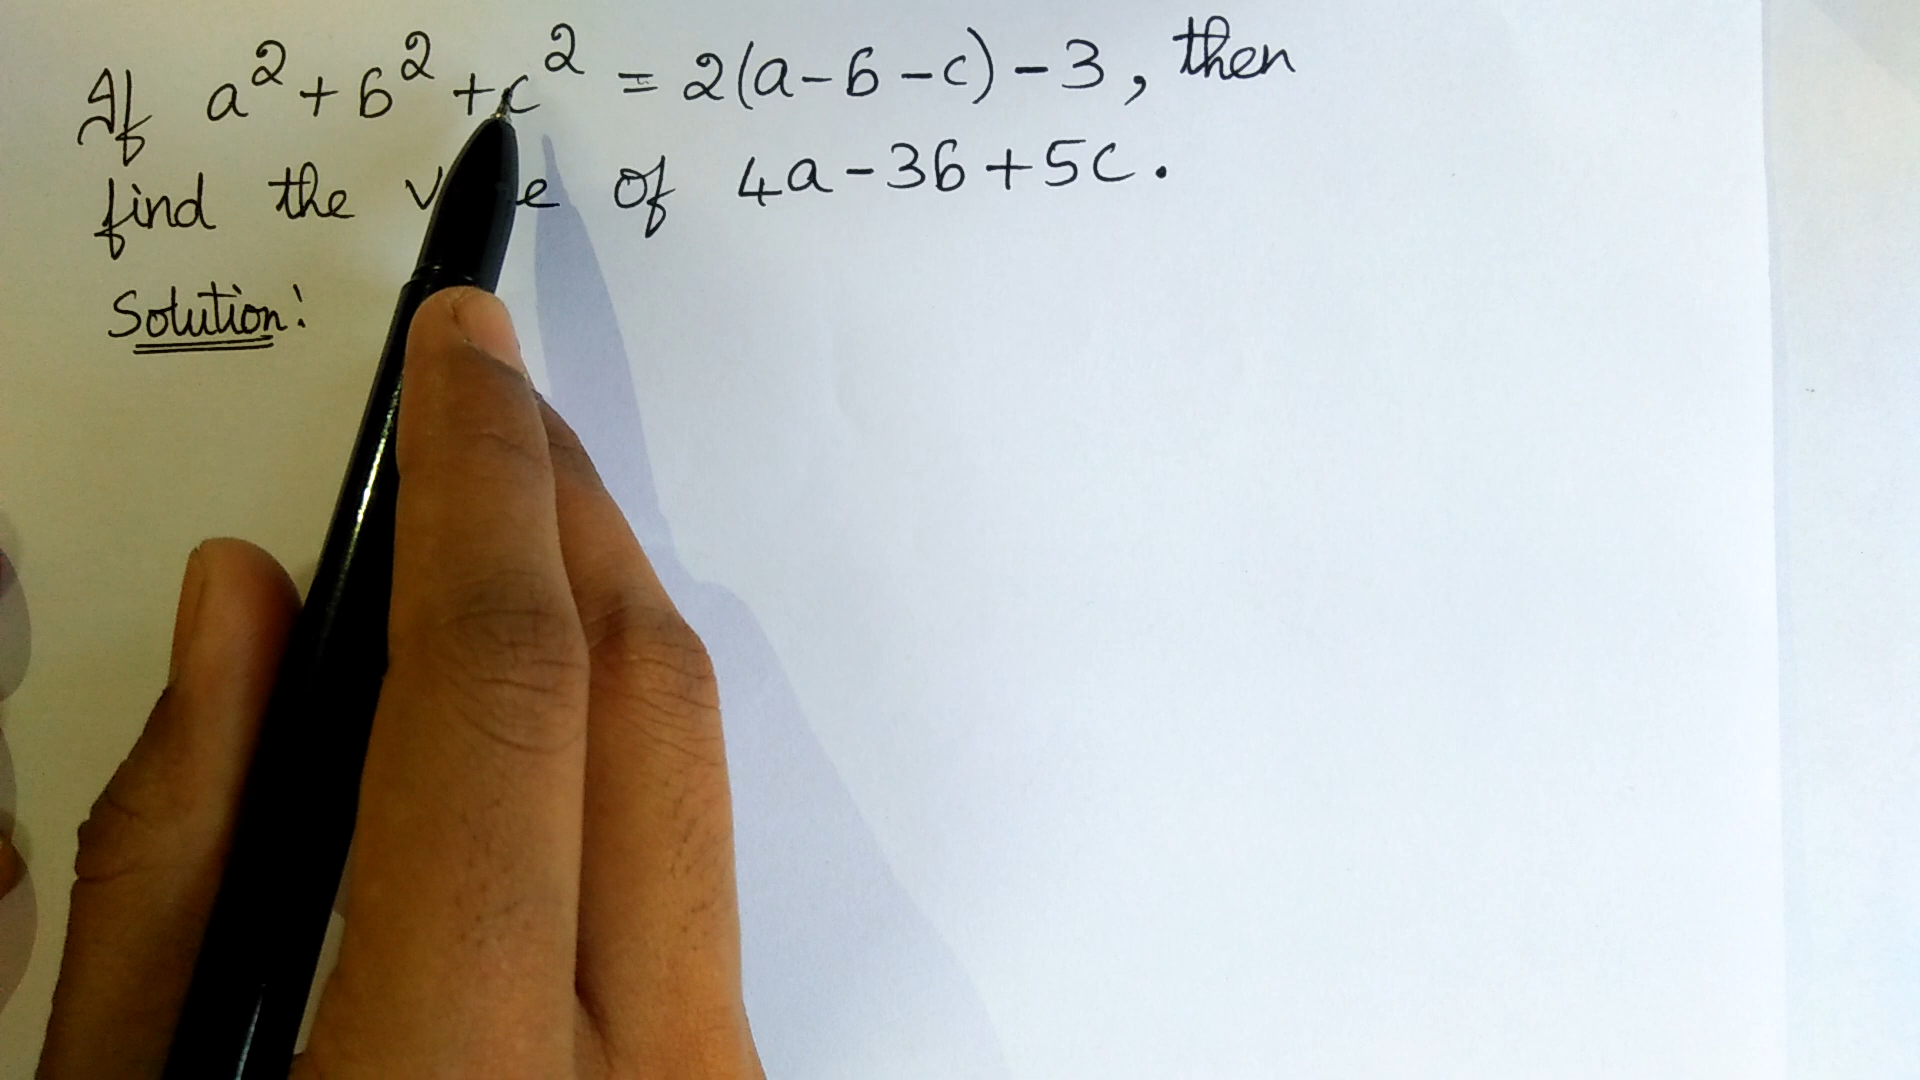 If a² + b² + c² = 2(a - b - c) - 3, then
find the of 4a - 3b + 5c.
Solution: